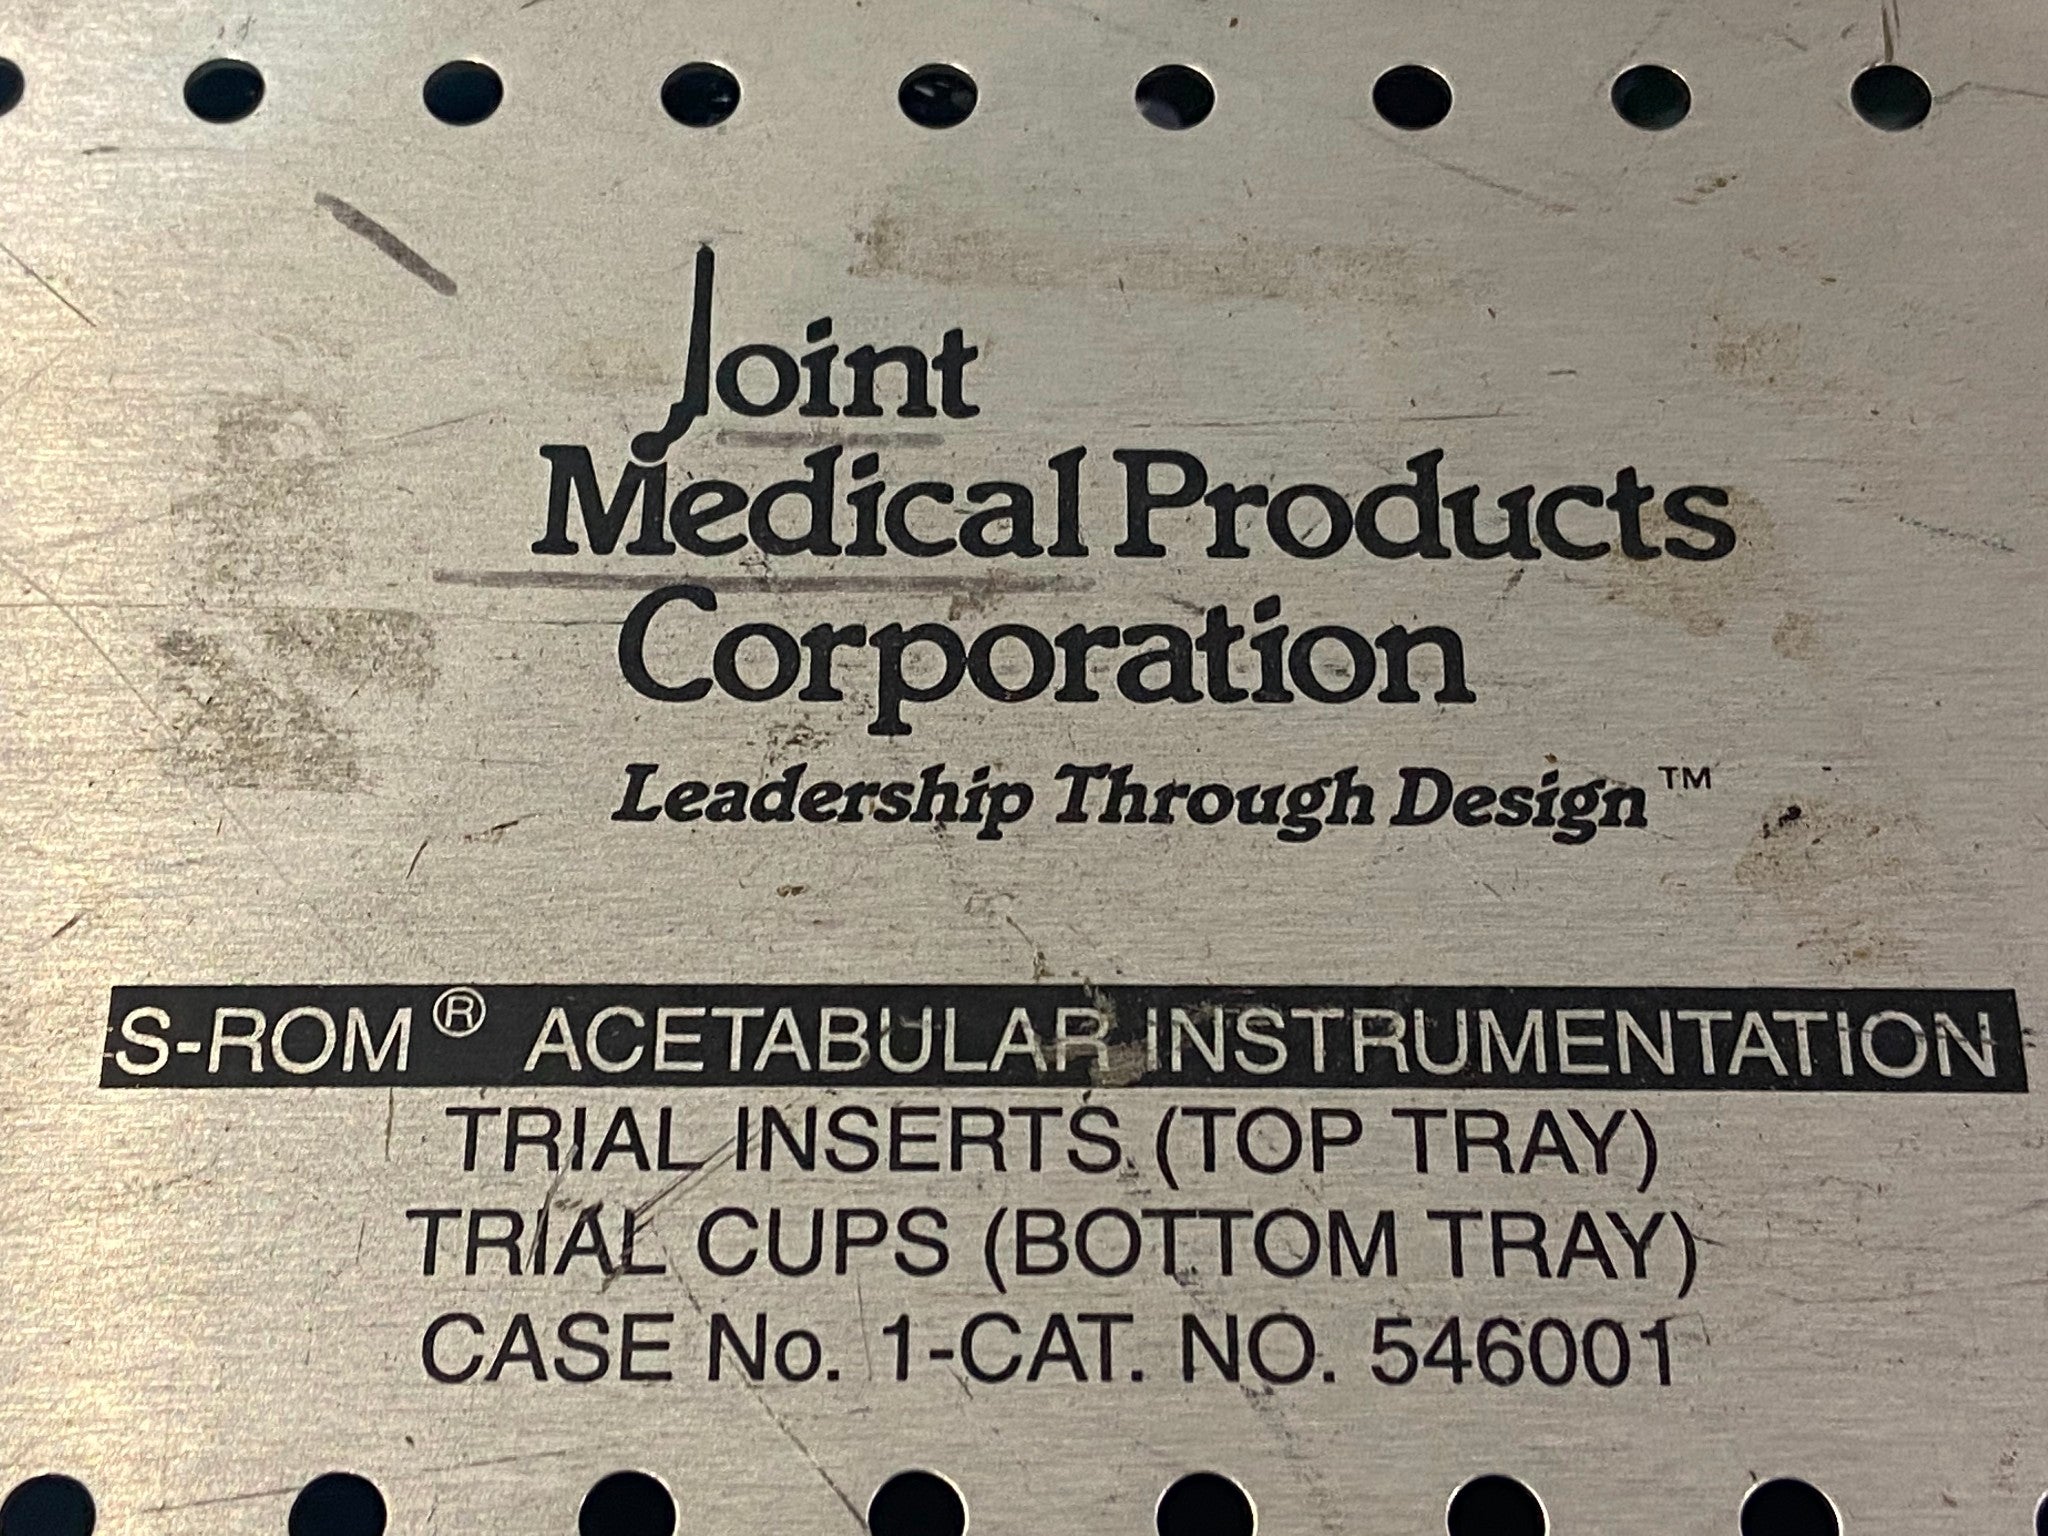 Joint
Medical Products
Corporation
Leadership Through Design™
S-ROM® ACETABULAR INSTRUMENTATION
TRIAL INSERTS (TOP TRAY)
TRIAL CUPS (BOTTOM TRAY)
CASE No. 1-CAT. NO. 546001